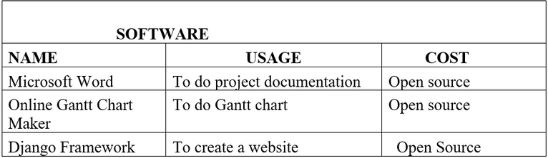 SOFTWARE
NAME USAGE COST
Microsoft Word To do project documentation Open source
Online Gantt Chart To do Gantt chart Open source
Maker
Django Framework To create a website Open Source